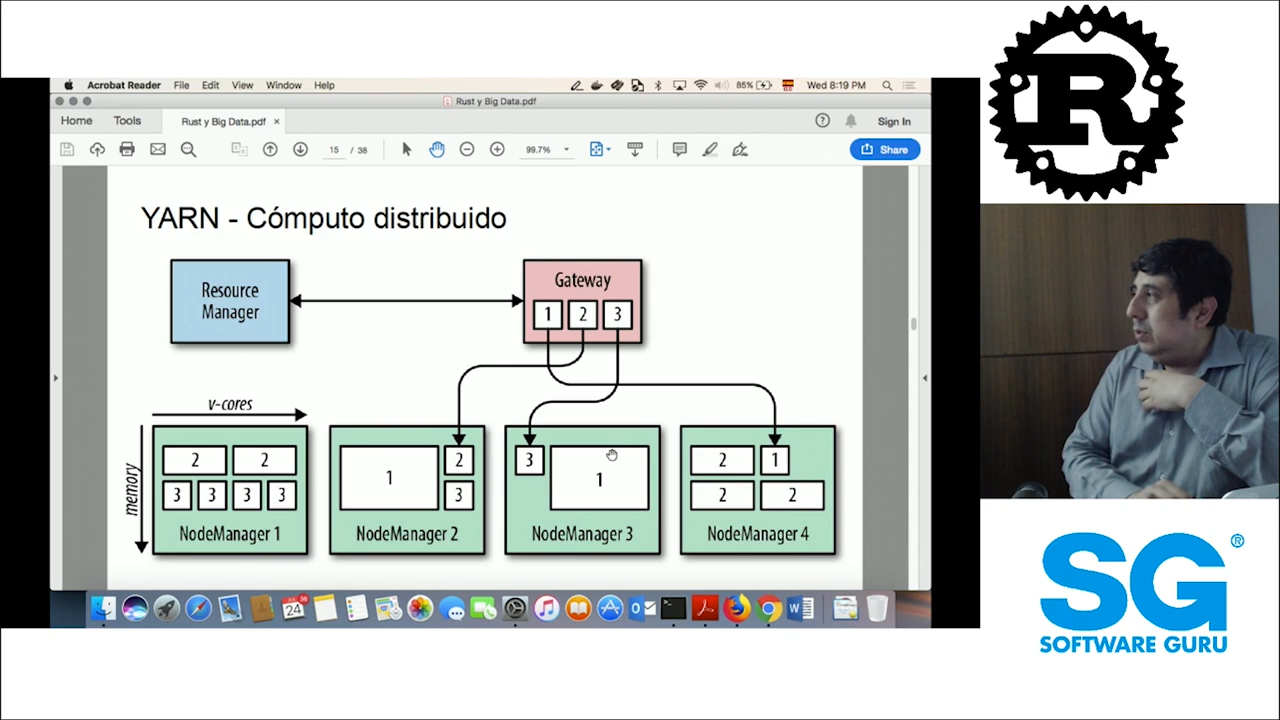 Acrobat Reader File Edit View Window Help 85% ISO Wed 8:19 PM
Rust y Big Data.pdf
Home Tools Rust y Big Data.pdf × ? Sign In
15 / 38 99.7% Share
YARN - Cómputo distribuido
Resource
Manager
Gateway
1 2 3
v-cores
memory
2 2
3 3 3 3
NodeManager 1
1 2
3
NodeManager 2
3 1
NodeManager 3
2 1
2 2
NodeManager 4
24
R
SG®
SOFTWARE GURU